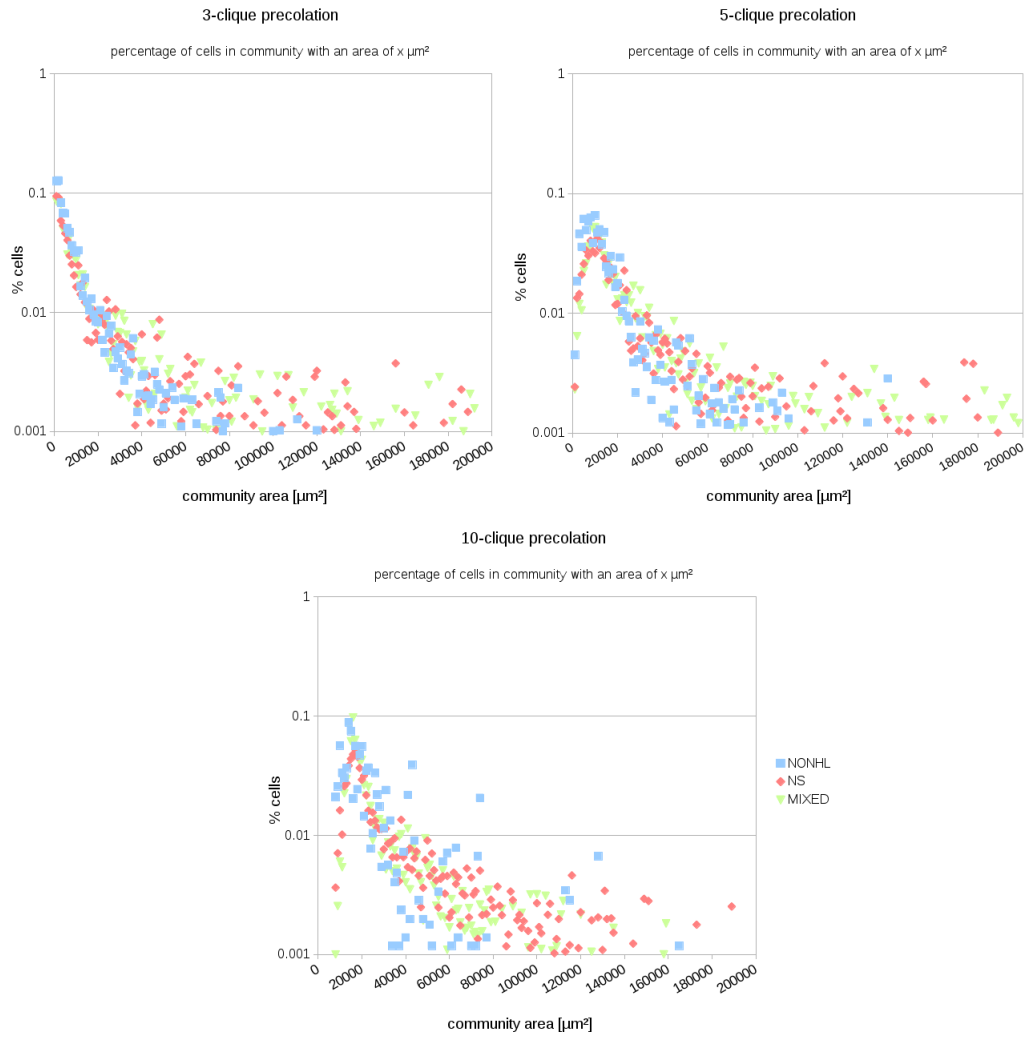 3-clique precolation
percentage of cells in community with an area of x µm²
1
0.1
0.01
0.001
% cells
0 20000 40000 60000 80000 100000 120000 140000 160000 180000 200000
community area [µm²]
5-clique precolation
percentage of cells in community with an area of x µm²
1
0.1
0.01
0.001
% cells
0 20000 40000 60000 80000 100000 120000 140000 160000 180000 200000
community area [µm²]
10-clique precolation
percentage of cells in community with an area of x µm²
1
0.1
0.01
0.001
% cells
0 20000 40000 60000 80000 100000 120000 140000 160000 180000 200000
community area [µm²]
NONHL
NS
MIXED